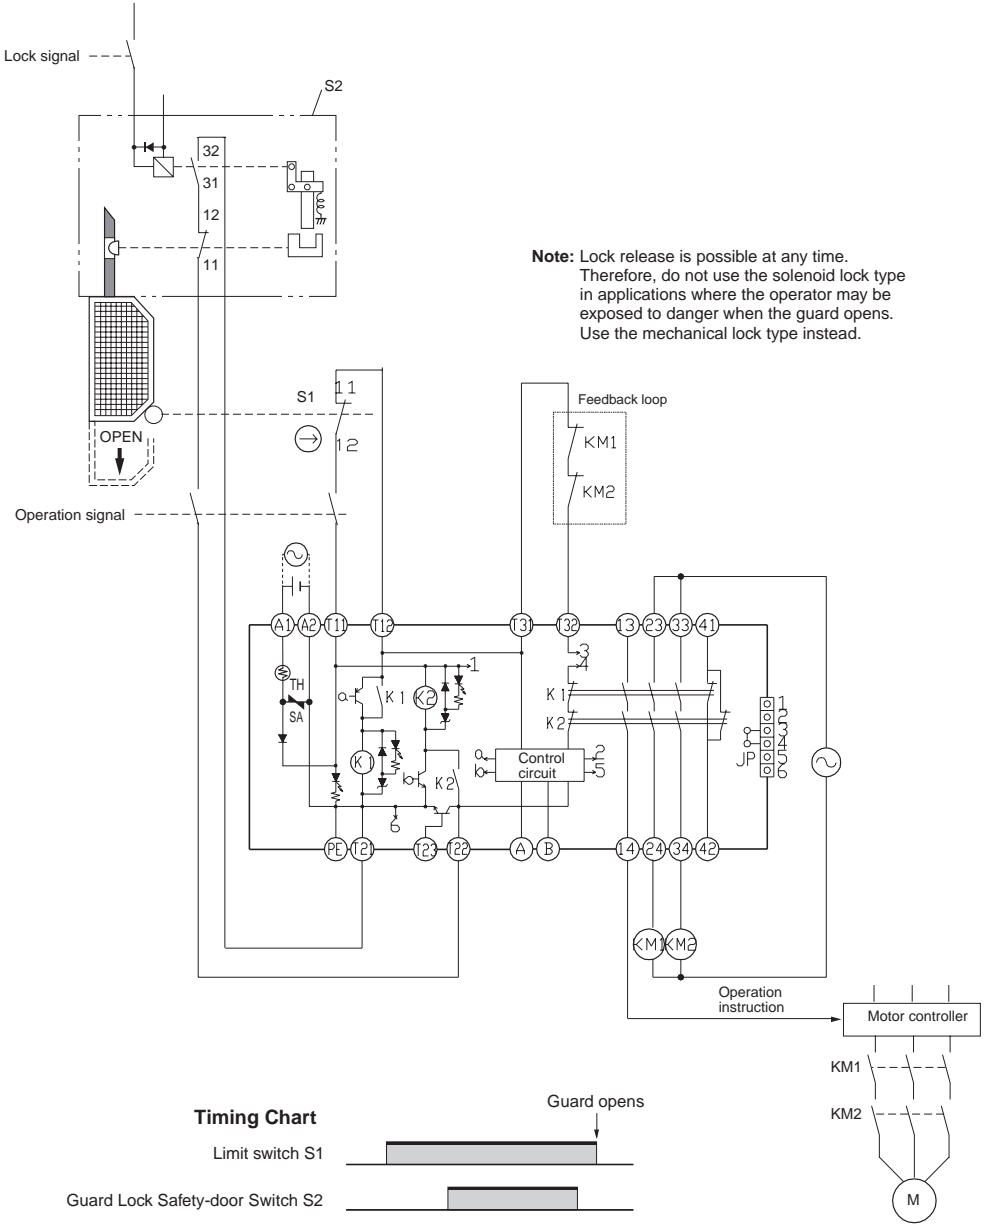 Lock signal
S2
32
31
12
11
Note: Lock release is possible at any time.
Therefore, do not use the solenoid lock type
in applications where the operator may be
exposed to danger when the guard opens.
Use the mechanical lock type instead.
OPEN
S1
11
12
Feedback loop
KM1
KM2
Operation signal
A1 A2 T11 T12 T31 T32 13 23 33 41
TH
SA
a
K1
K2
1
3
4
K1
K2
K1
b
K2
6
a
b
Control
circuit
2
5
JP
1
2
3
4
5
6
PE T21 T23 T22 A B 14 24 34 42
KM1 KM2
Operation
instruction
Motor controller
KM1
KM2
M
Timing Chart
Guard opens
Limit switch S1
Guard Lock Safety-door Switch S2